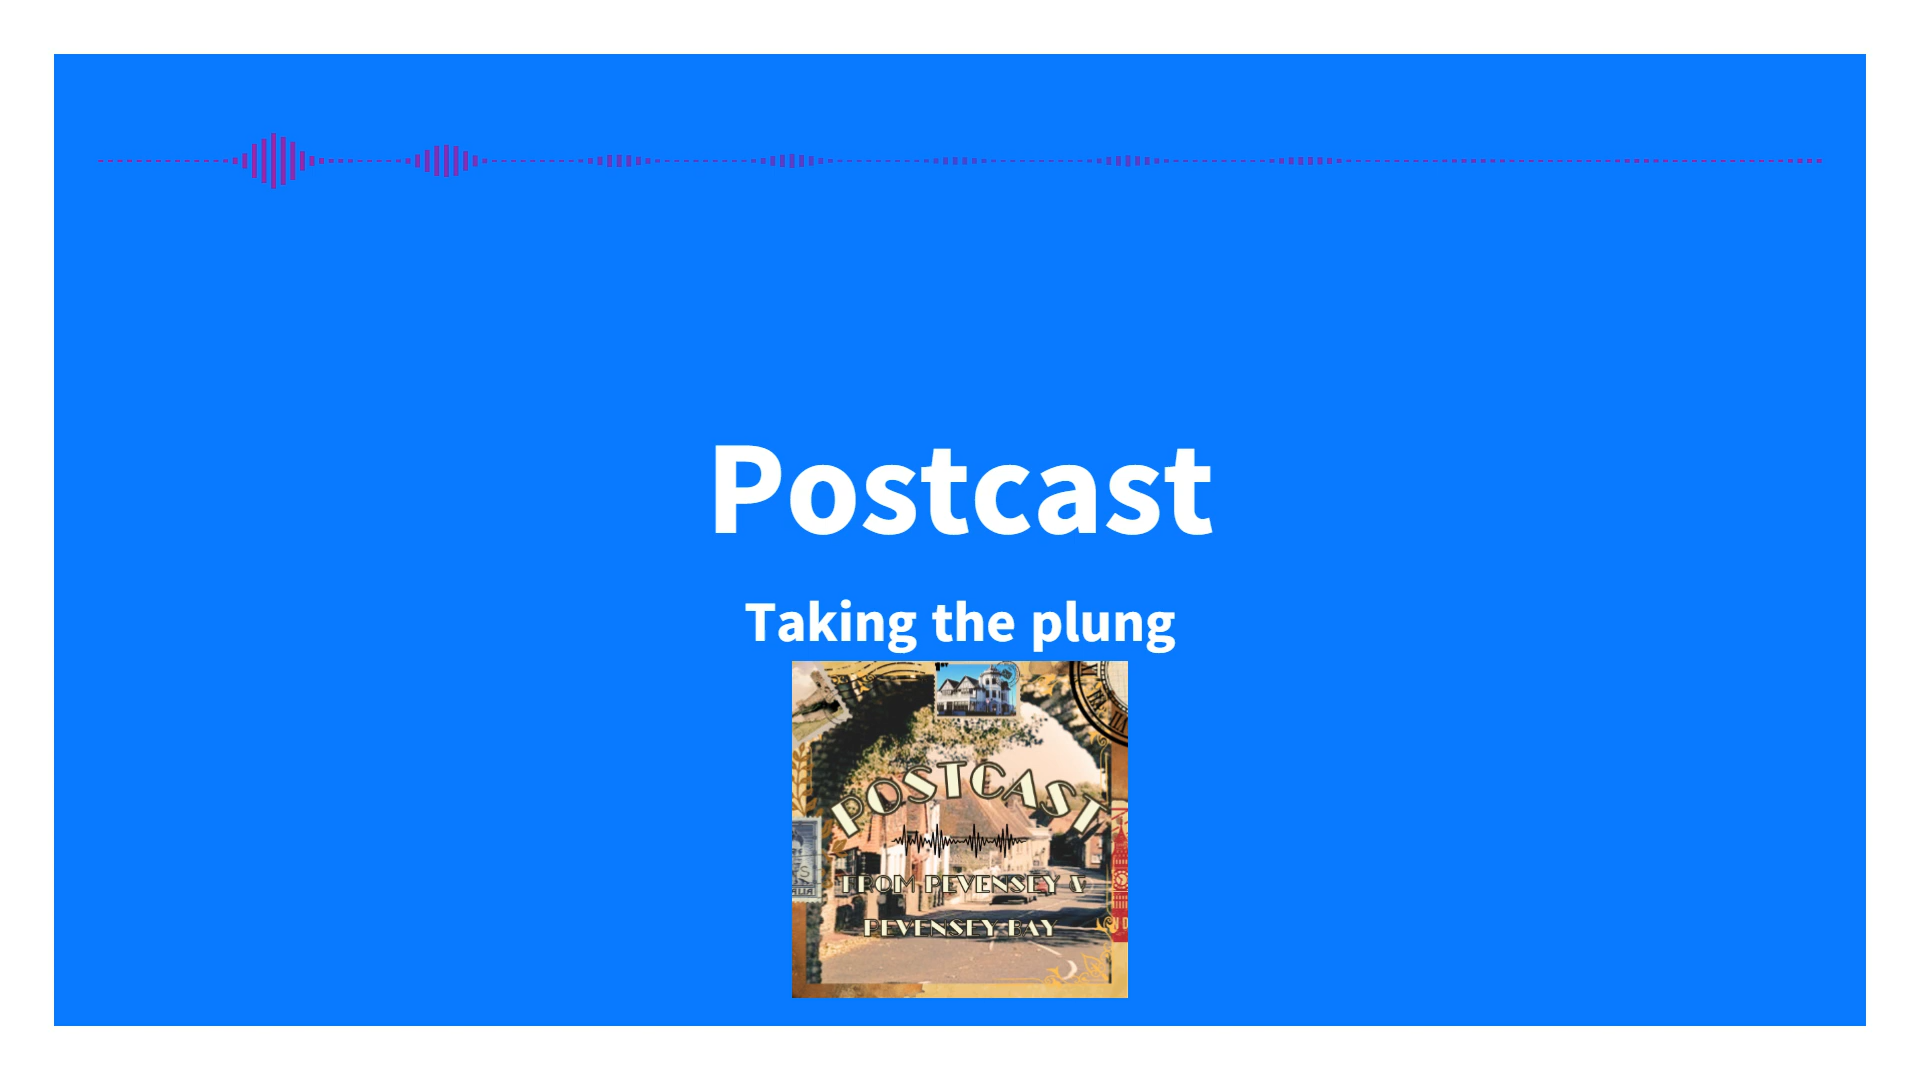 Postcast
Taking the plung
POSTCAST
FROM PEVENSEY &
PEVENSEY BAY